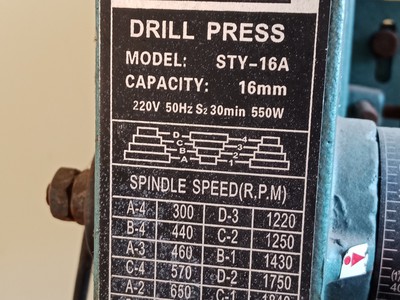 DRILL PRESS
MODEL: STY-16A
CAPACITY: 16mm
220V 50Hz S₂ 30min 550W
D 4
C 3
B 2
A 1
SPINDLE SPEED(R.P.M)
A-4 300 D-3 1220
B-4 440 C-2 1250
A-3 460 B-1 1430
C-4 570 D-2 1750
A-2 650